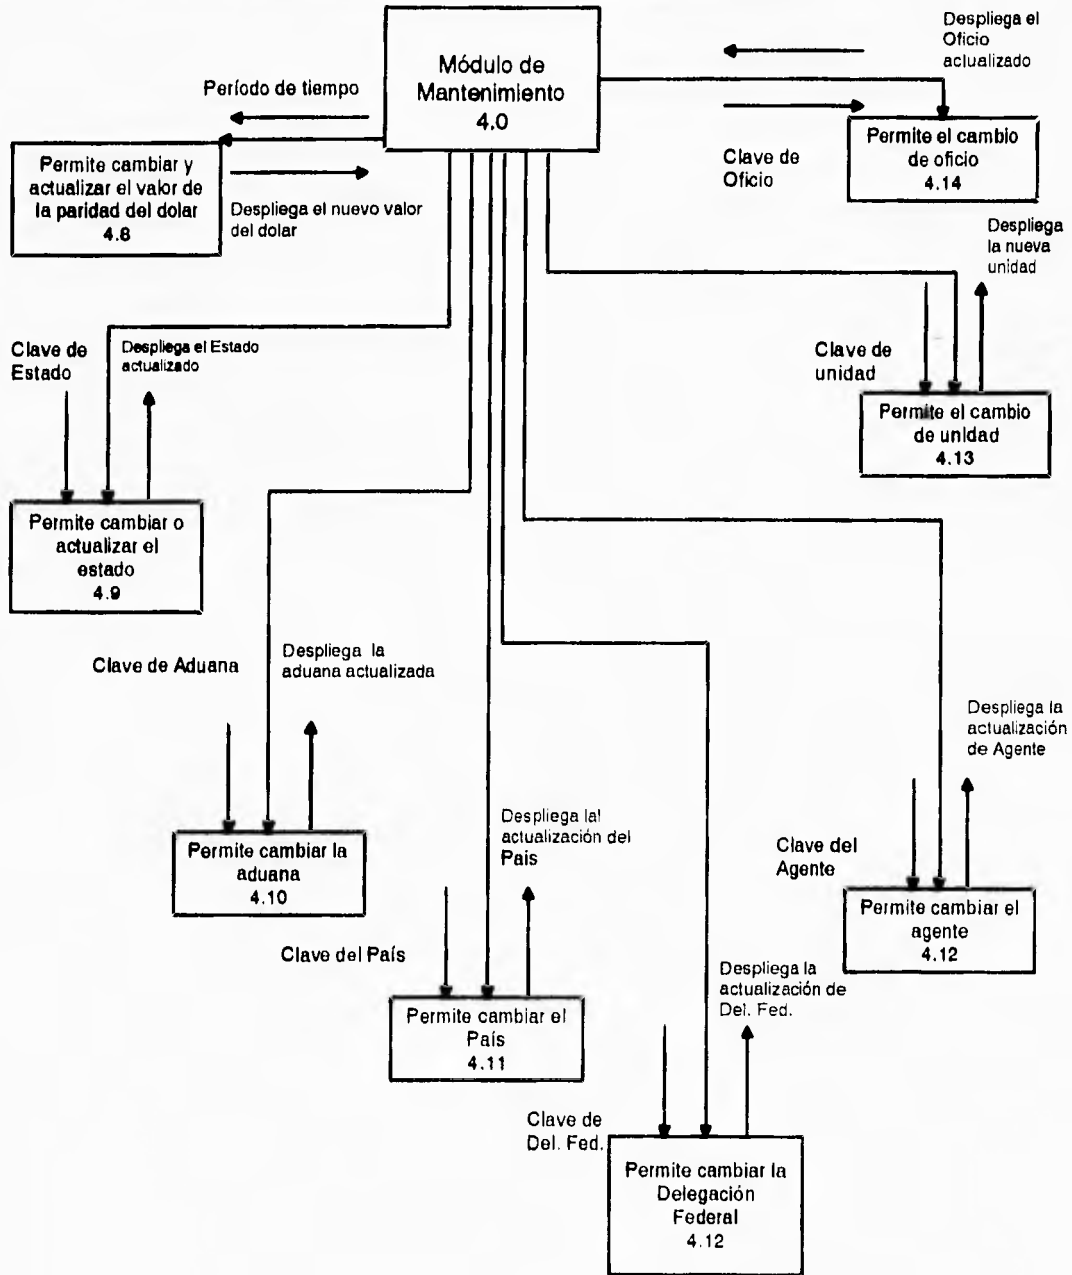 Despliega el
Oficio
actualizado
Módulo de
Mantenimiento
4.0
Período de tiempo
Permite el cambio
de oficio
4.14
Clave de
Oficio
Permite cambiar y
actualizar el valor de
la paridad del dolar
4.8
Despliega el nuevo valor
del dolar
Despliega
la nueva
unidad
Clave de
Estado
Despliega el Estado
actualizado
Clave de
unidad
Permite el cambio
de unidad
4.13
Permite cambiar o
actualizar el
estado
4.9
Clave de Aduana
Despliega la
aduana actualizada
Despliega la
actualización
de Agente
Despliega lal
actualización del
Pais
Permite cambiar la
aduana
4.10
Clave del
Agente
Permite cambiar el
agente
4.12
Clave del País
Despliega la
actualización de
Del. Fed.
Permite cambiar el
País
4.11
Clave de
Del. Fed.
Permite cambiar la
Delegación
Federal
4.12